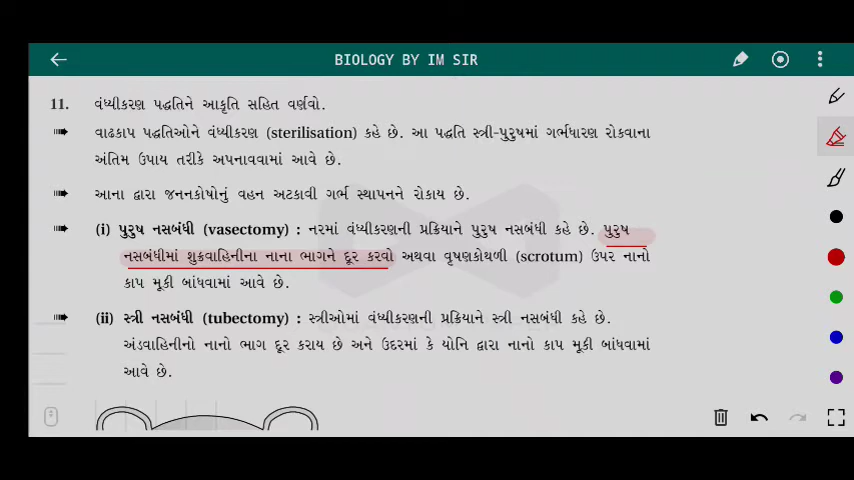 BIOLOGY BY IM SIR
11. વંધ્યીકરણ પદ્ધતિને આકૃતિ સહિત વર્ણવો.
વાઢકાપ પદ્ધતિઓને વંધ્યીકરણ (sterilisation) કહે છે. આ પદ્ધતિ સ્ત્રી-પુરુષમાં ગર્ભધારણ રોકવાના
અંતિમ ઉપાય તરીકે અપનાવવામાં આવે છે.
આના દ્વારા જનનકોષોનું વહન અટકાવી ગર્ભ સ્થાપનને રોકાય છે.
(i) પુરુષ નસબંધી (vasectomy) : નરમાં વંધ્યીકરણની પ્રક્રિયાને પુરુષ નસબંધી કહે છે. પુરુષ
નસબંધીમાં શુક્રવાહિનીના નાના ભાગને દૂર કરવો અથવા વૃષણકોથળી (scrotum) ઉપર નાનો
કાપ મૂકી બાંધવામાં આવે છે.
(ii) સ્ત્રી નસબંધી (tubectomy) : સ્ત્રીઓમાં વંધ્યીકરણની પ્રક્રિયાને સ્ત્રી નસબંધી કહે છે.
અંડવાહિનીનો નાનો ભાગ દૂર કરાય છે અને ઉદરમાં કે યોનિ દ્વારા નાનો કાપ મૂકી બાંધવામાં
આવે છે.